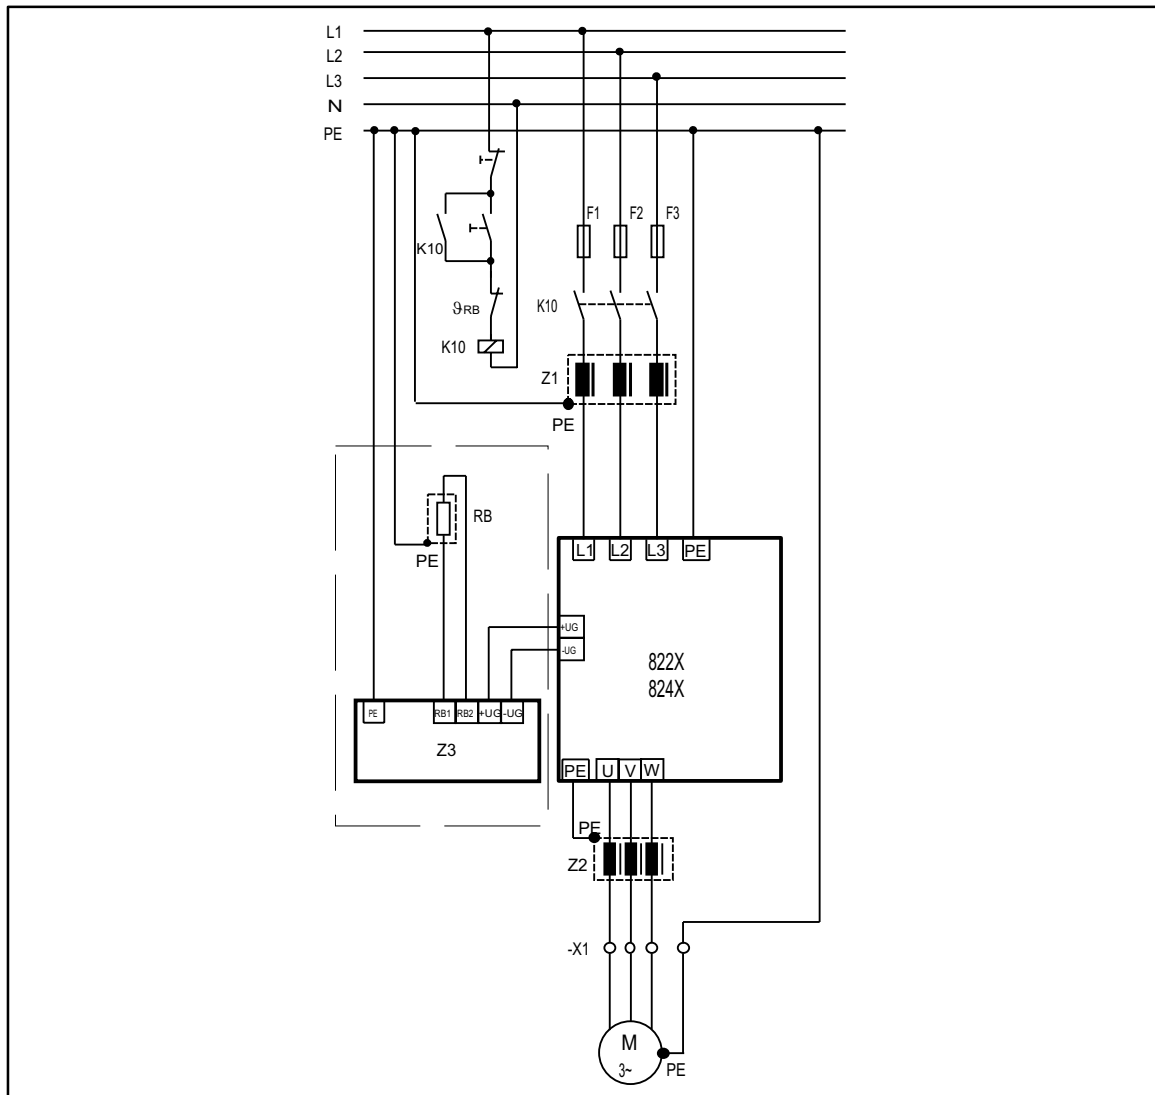 L1
L2
L3
N
PE
F1 F2 F3
K10
K10
ϑRB
K10
Z1
PE
RB
PE
L1 L2 L3 PE
+UG
-UG
822X
824X
PE RB1 RB2 +UG -UG
Z3
PE U V W
PE
Z2
-X1
M
3~
PE